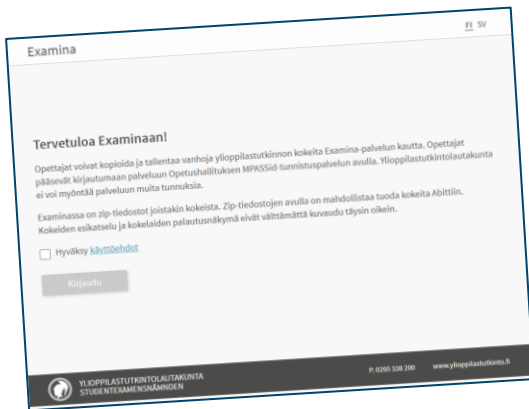 Examina
FI SV
Tervetuloa Examinaan!
Opettajat voivat kopioida ja tallentaa vanhoja ylioppilastutkinnon kokeita Examina-palvelun kautta. Opettajat
pääsevät kirjautumaan palveluun Opetushallituksen MPASSid-tunnistuspalvelun avulla. Ylioppilastutkintolautakunta
ei voi myöntää palveluun muita tunnuksia.
Examinassa on zip-tiedostot joistakin kokeista. Zip-tiedostojen avulla on mahdollistaa tuoda kokeita Abittiin.
Kokeiden esikatselu ja kokelaiden palautusnäkymä eivät välttämättä kuvaudu täysin oikein.
Hyväksy käyttöehdot
Kirjaudu
YLIOPPILASTUTKINTOLAUTAKUNTA
STUDENTEXAMENSNÄMNDEN
P. 0295 338 200 www.ylioppilastutkinto.fi